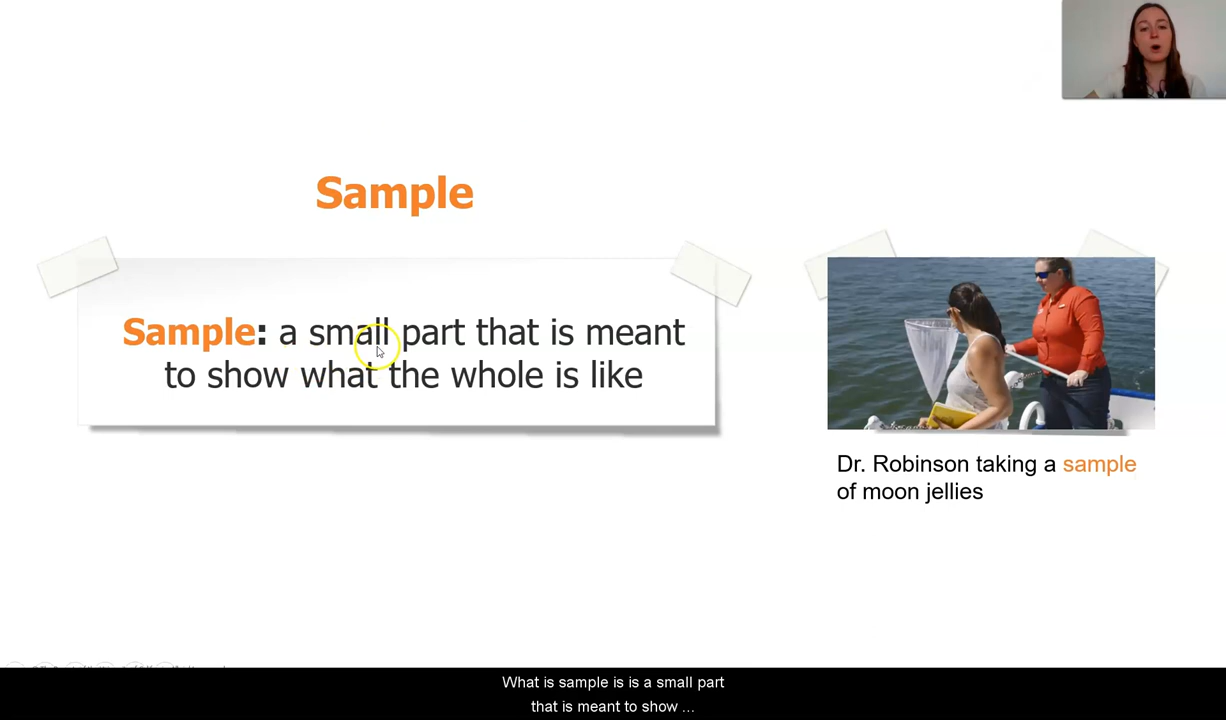 Sample
Sample: a small part that is meant
to show what the whole is like
Dr. Robinson taking a sample
of moon jellies
What is sample is is a small part
that is meant to show ...